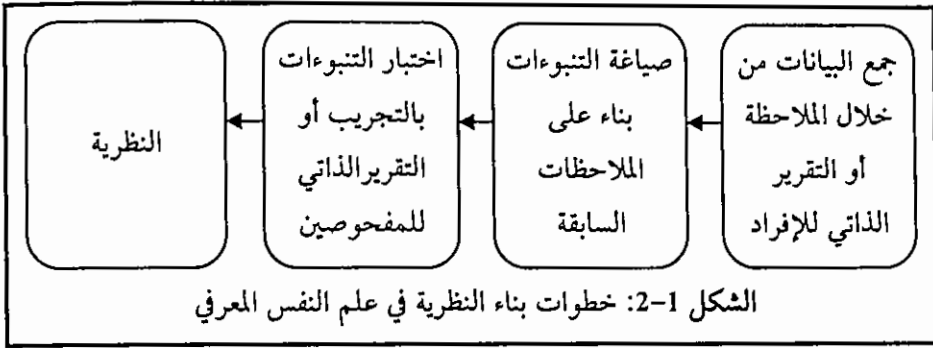 جمع البيانات من
خلال الملاحظة
أو التقرير
الذاتي للإفراد
صياغة التنبوءات
بناء على
الملاحظات
السابقة
اختبار التنبوءات
بالتجريب أو
التقريرالذاتي
للمفحوصين
النظرية
الشكل 1-2: خطوات بناء النظرية في علم النفس المعرفي